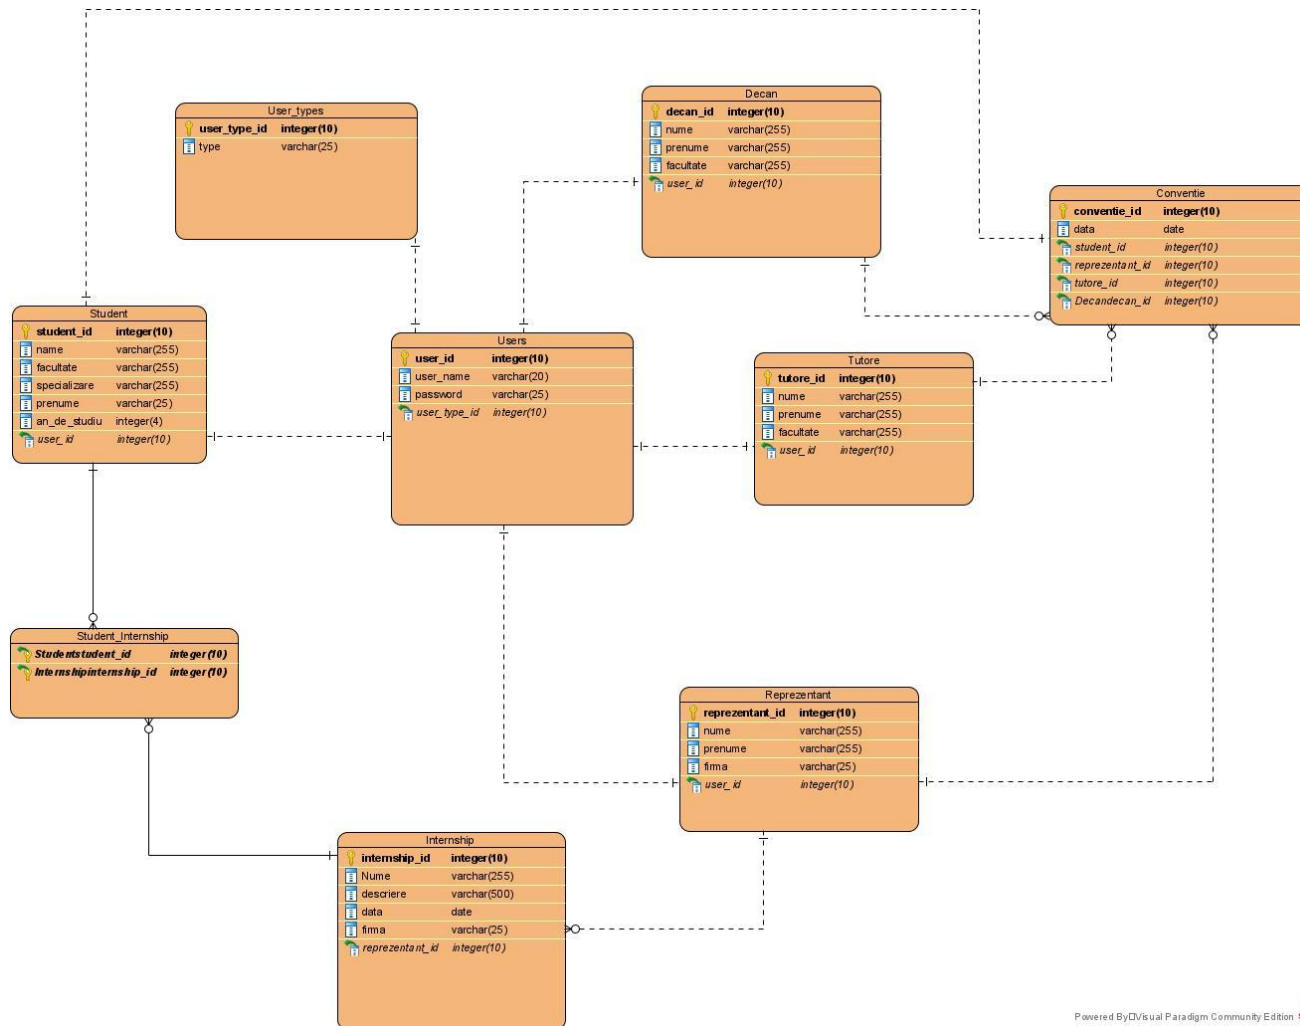 User_types
user_type_id integer(10)
type varchar(25)
Decan
decan_id integer(10)
nume varchar(255)
prenume varchar(255)
facultate varchar(255)
user_id integer(10)
Conventie
conventie_id integer(10)
data date
student_id integer(10)
reprezentant_id integer(10)
tutore_id integer(10)
Decandecan_id integer(10)
Student
student_id integer(10)
name varchar(255)
facultate varchar(255)
specializare varchar(255)
prenume varchar(25)
an_de_studiu integer(4)
user_id integer(10)
Users
user_id integer(10)
user_name varchar(20)
password varchar(25)
user_type_id integer(10)
Tutore
tutore_id integer(10)
nume varchar(255)
prenume varchar(255)
facultate varchar(255)
user_id integer(10)
Student_Internship
Studentstudent_id integer(10)
Internshipinternship_id integer(10)
Reprezentant
reprezentant_id integer(10)
nume varchar(255)
prenume varchar(255)
firma varchar(25)
user_id integer(10)
Internship
internship_id integer(10)
Nume varchar(255)
descriere varchar(500)
data date
firma varchar(25)
reprezentant_id integer(10)
Powered By□Visual Paradigm Community Edition